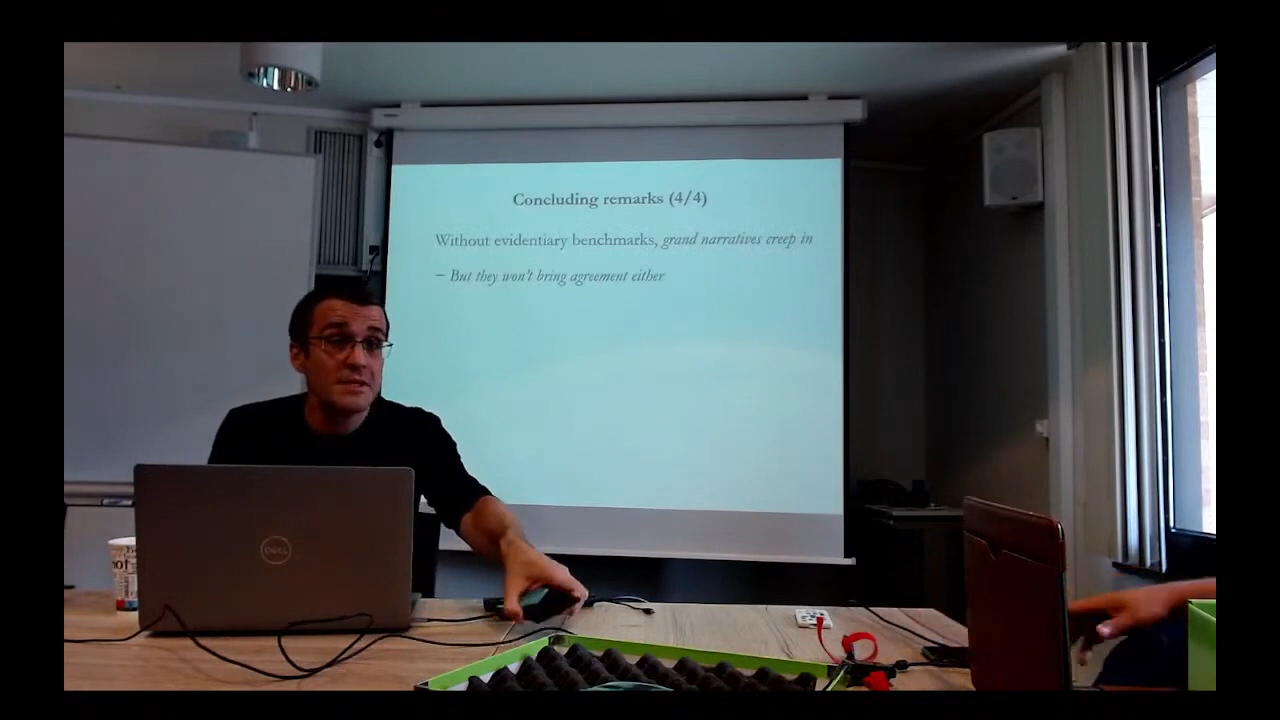 Concluding remarks (4/4)
Without evidentiary benchmarks, grand narratives creep in
– But they won't bring agreement either
DELL